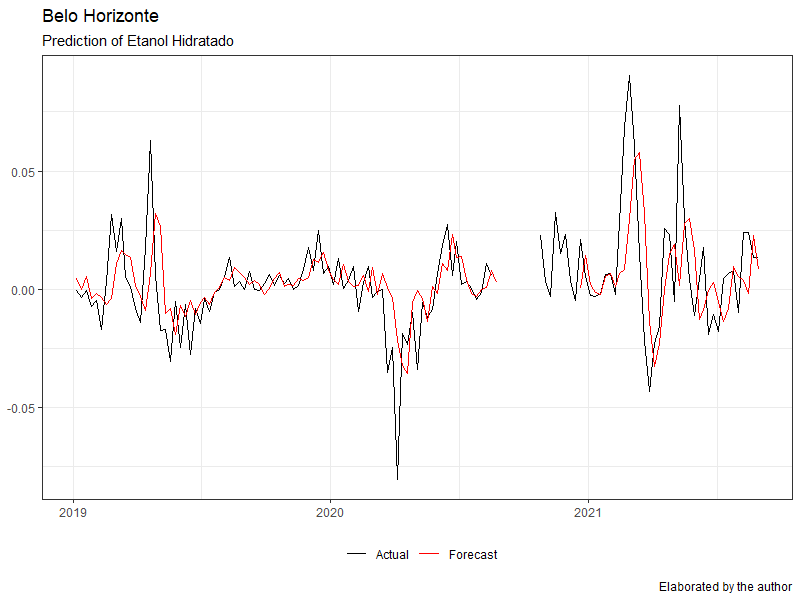 Belo Horizonte
Prediction of Etanol Hidratado
0.05
0.00
-0.05
2019 2020 2021
Actual Forecast
Elaborated by the author